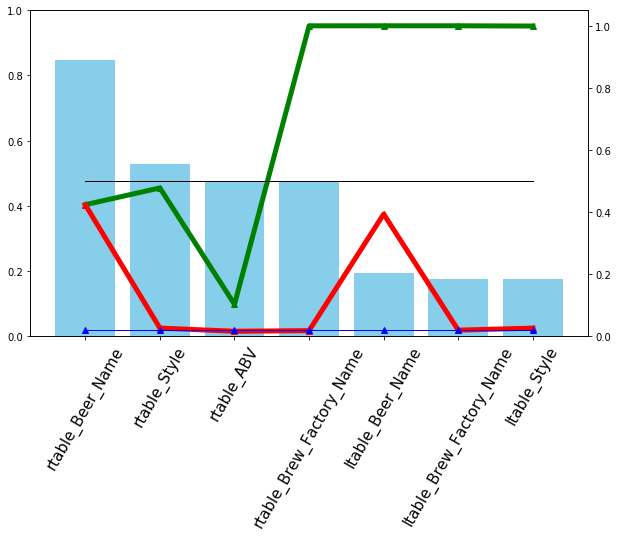 1.0
0.8
0.6
0.4
0.2
0.0
1.0
0.8
0.6
0.4
0.2
0.0
rtable_Beer_Name
rtable_Style
rtable_ABV
rtable_Brew_Factory_Name
ltable_Beer_Name
ltable_Brew_Factory_Name
ltable_Style